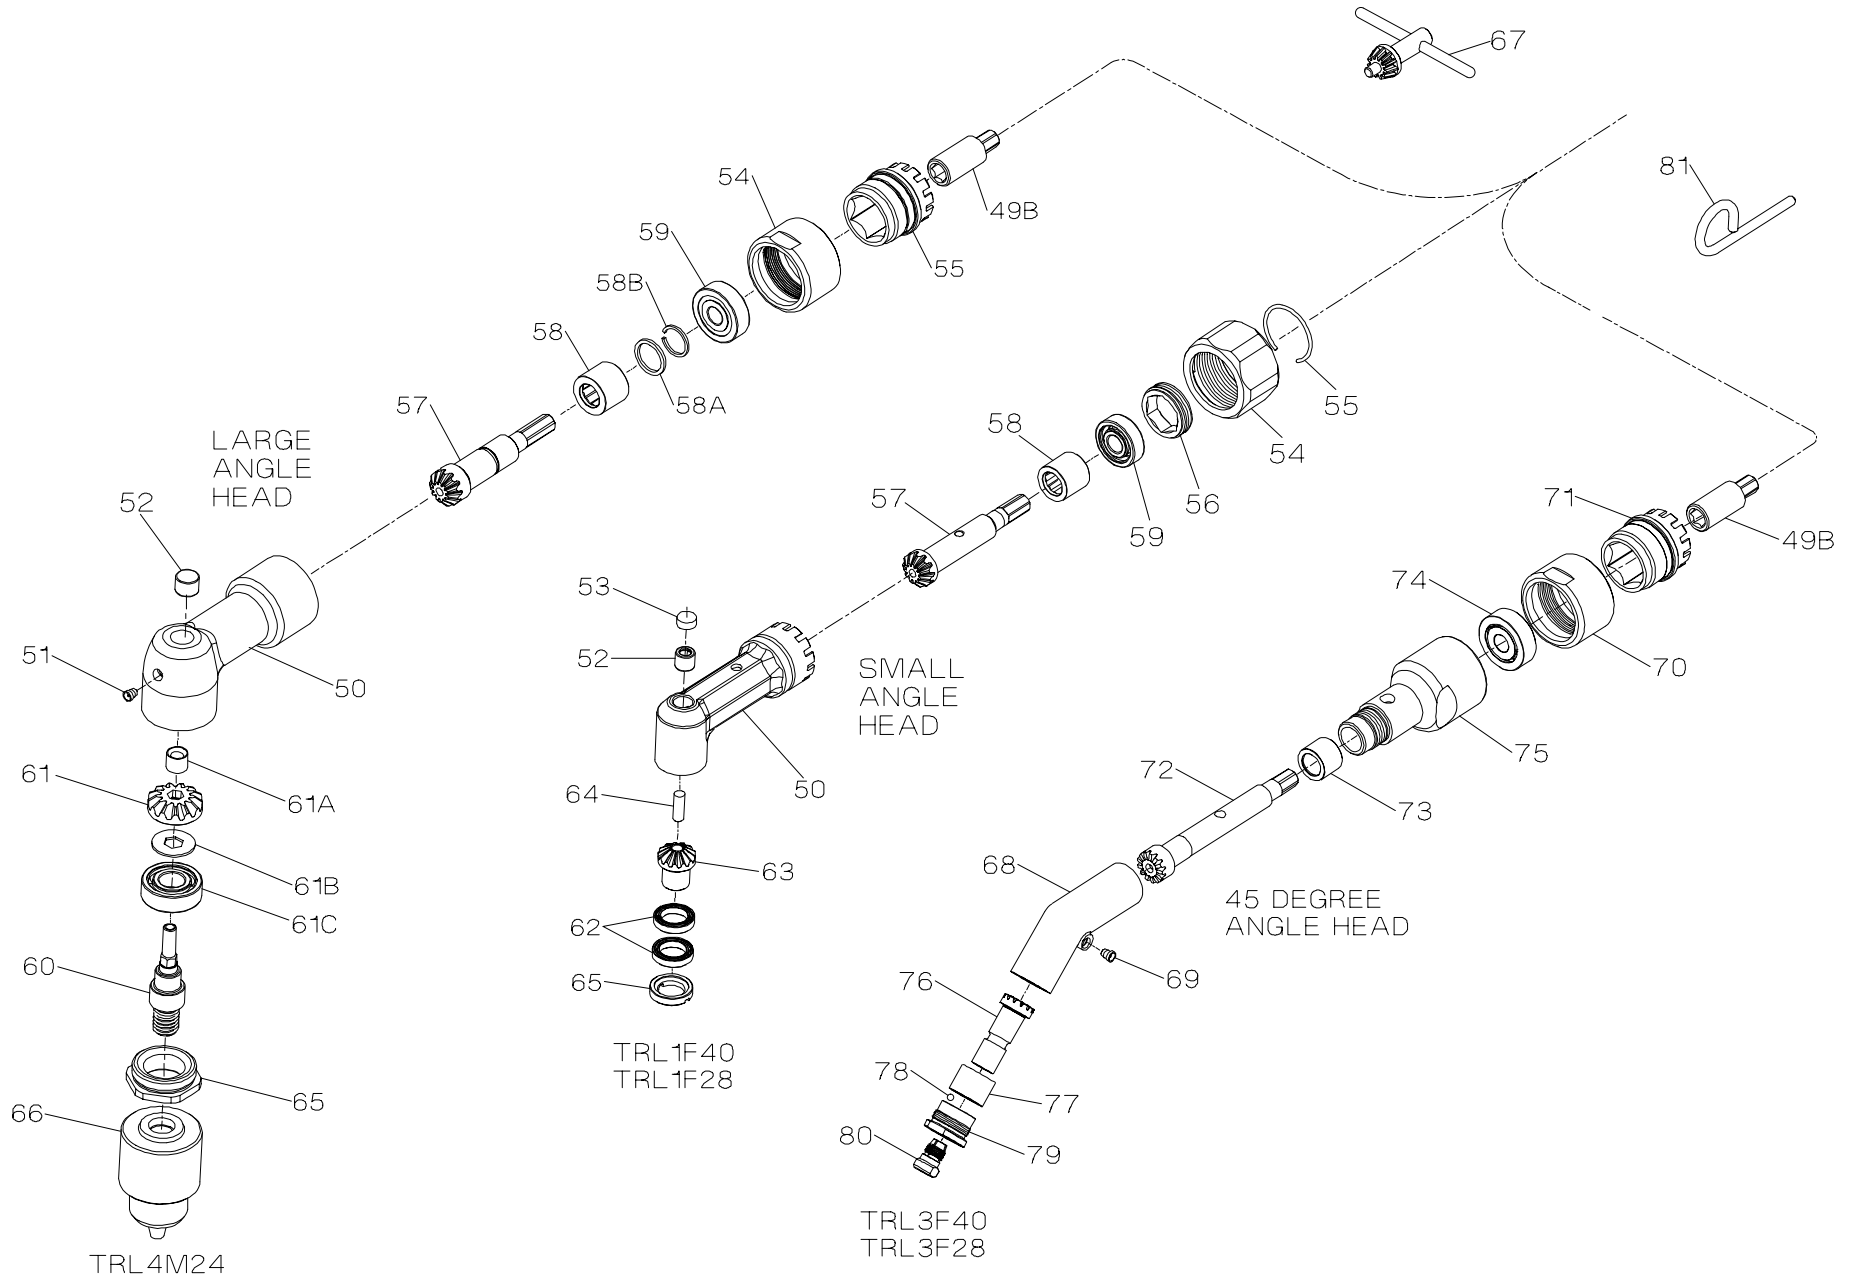 67
81
54
49B
59
55
58B
58
58A
57
55
54
LARGE
ANGLE
HEAD
58
56
52
57
59
71
49B
74
53
51
52
50
SMALL
ANGLE
HEAD
70
75
50
61
61A
64
72
73
61B
63
68
61C
45 DEGREE
ANGLE HEAD
62
60
65
76
69
TRL1F40
TRL1F28
78
77
65
66
80
79
TRL3F40
TRL3F28
TRL4M24